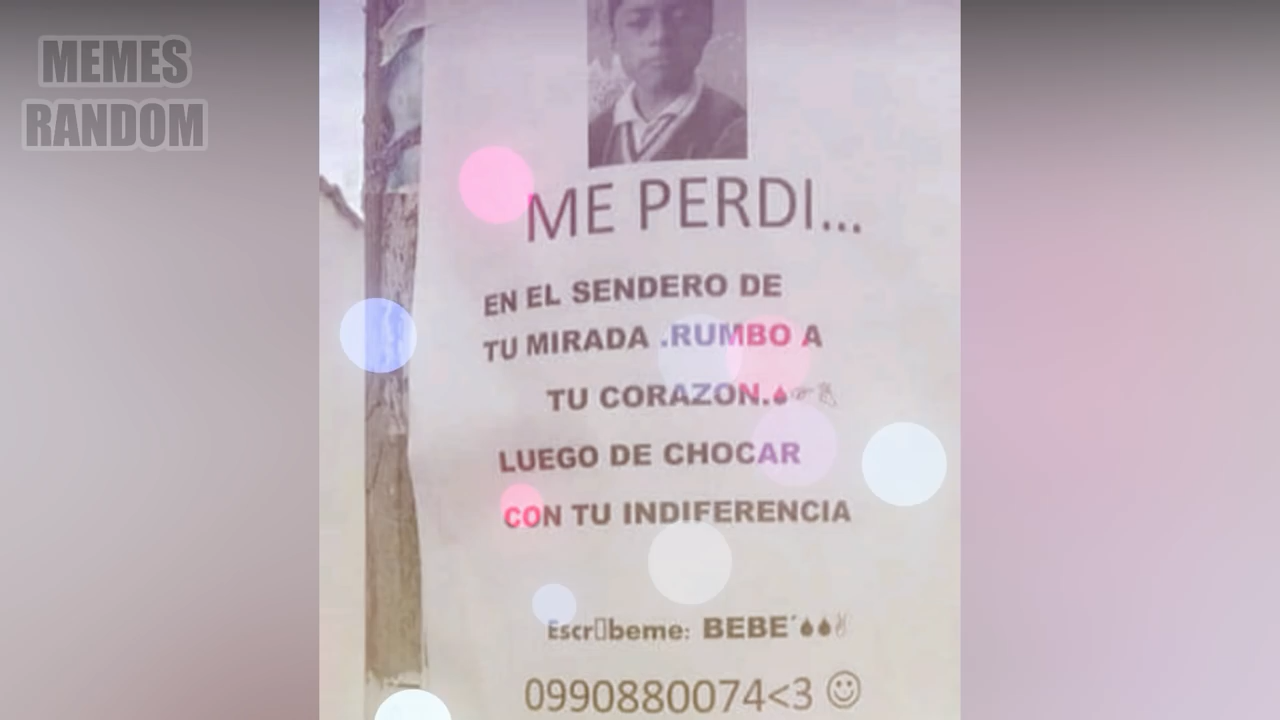 MEMES
RANDOM
ME PERDI...
EN EL SENDERO DE
TU MIRADA .RUMBO A
TU CORAZON.💧☞✌
LUEGO DE CHOCAR
CON TU INDIFERENCIA
Escr▯beme: BEBE´💧💧✌
0990880074<3 ☺